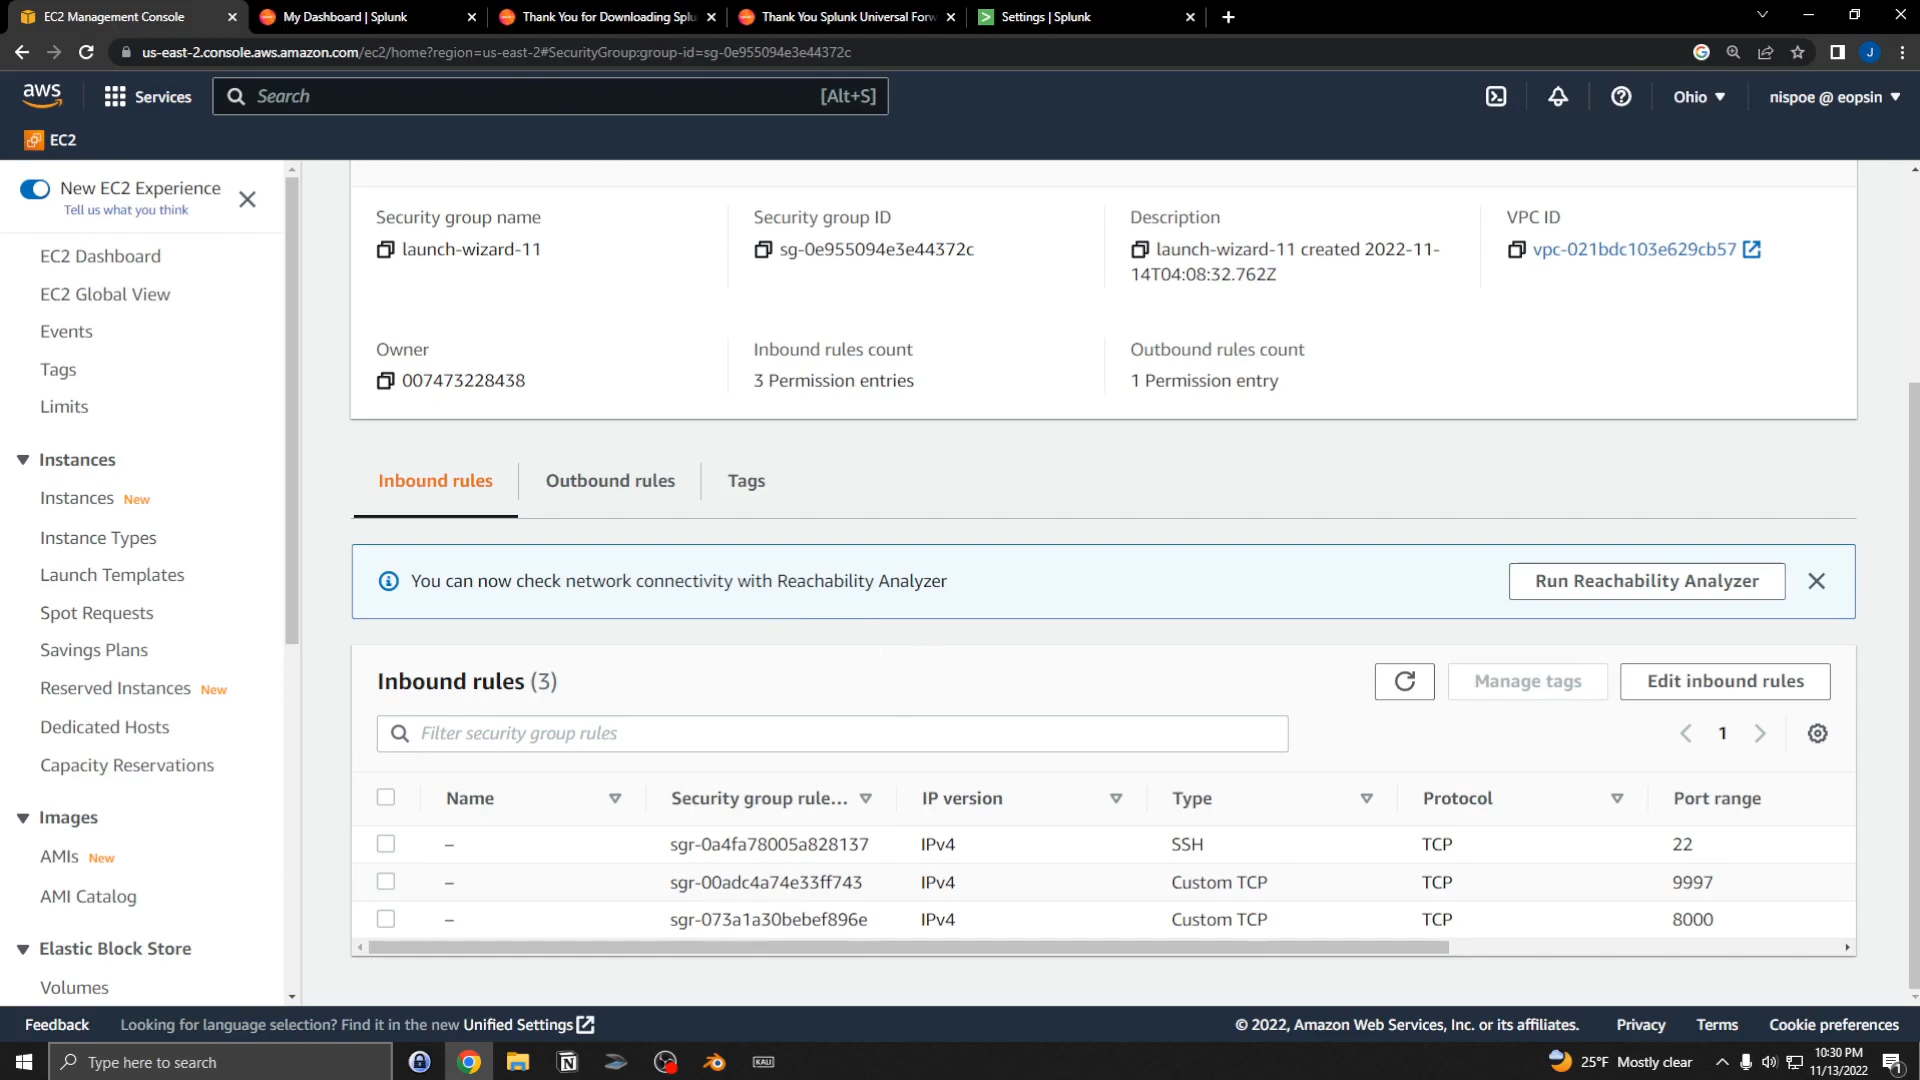 EC2 Management Console
My Dashboard | Splunk
Thank You for Downloading Splu
Thank You Splunk Universal Forw
Settings | Splunk
us-east-2.console.aws.amazon.com/ec2/home?region=us-east-2#SecurityGroup:group-id=sg-0e955094e3e44372c
J
aws
Services
Search
[Alt+S]
Ohio
nispoe @ eopsin
EC2
New EC2 Experience
Tell us what you think
EC2 Dashboard
EC2 Global View
Events
Tags
Limits
Instances
Instances New
Instance Types
Launch Templates
Spot Requests
Savings Plans
Reserved Instances New
Dedicated Hosts
Capacity Reservations
Images
AMIs New
AMI Catalog
Elastic Block Store
Volumes
Security group name
launch-wizard-11
Security group ID
sg-0e955094e3e44372c
Description
launch-wizard-11 created 2022-11-
14T04:08:32.762Z
VPC ID
vpc-021bdc103e629cb57
Owner
007473228438
Inbound rules count
3 Permission entries
Outbound rules count
1 Permission entry
Inbound rules
Outbound rules
Tags
You can now check network connectivity with Reachability Analyzer
Run Reachability Analyzer
Inbound rules (3)
Manage tags
Edit inbound rules
Filter security group rules
1
Name
Security group rule...
IP version
Type
Protocol
Port range
– sgr-0a4fa78005a828137 IPv4 SSH TCP 22
– sgr-00adc4a74e33ff743 IPv4 Custom TCP TCP 9997
– sgr-073a1a30bebef896e IPv4 Custom TCP TCP 8000
Feedback
Looking for language selection? Find it in the new Unified Settings
© 2022, Amazon Web Services, Inc. or its affiliates.
Privacy
Terms
Cookie preferences
Type here to search
KALI
25°F Mostly clear
10:30 PM
11/13/2022
1